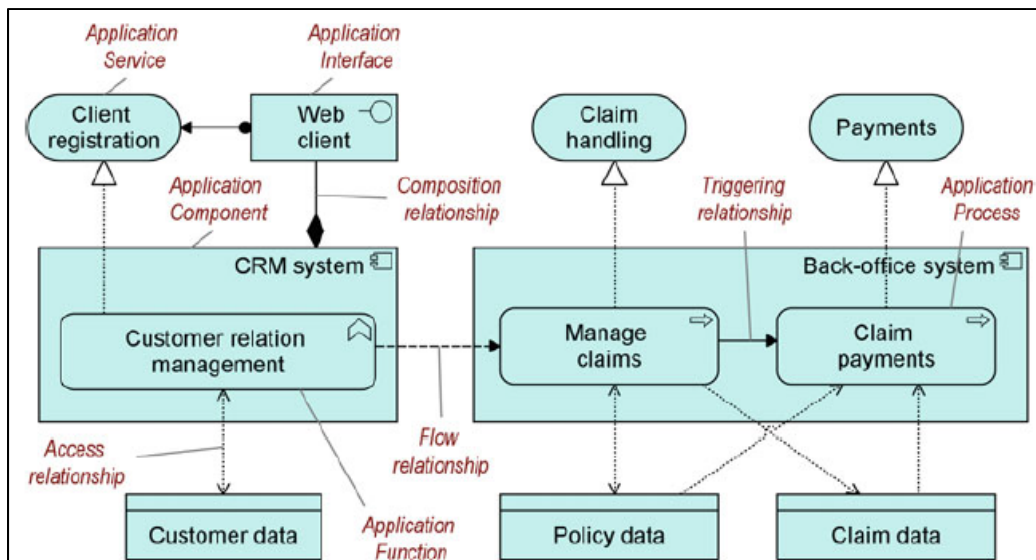 Application
Service
Application
Interface
Client
registration
Web
client
Claim
handling
Payments
Application
Component
Composition
relationship
Triggering
relationship
Application
Process
CRM system
Back-office system
Customer relation
management
Manage
claims
Claim
payments
Access
relationship
Flow
relationship
Application
Function
Customer data
Policy data
Claim data